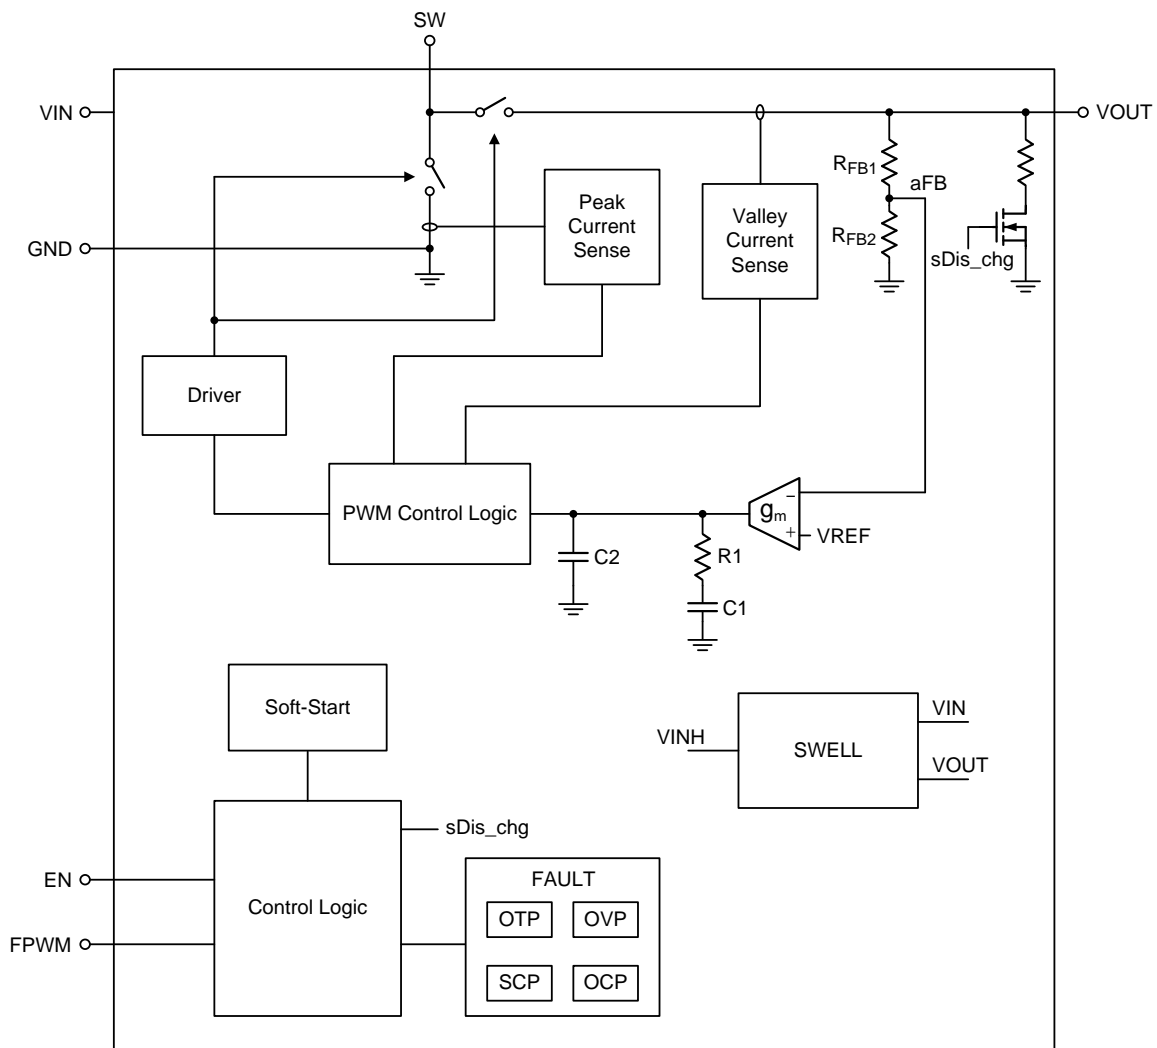 SW
VIN
VOUT
RFB1
aFB
Peak
Current
Sense
Valley
Current
Sense
RFB2
GND
sDis_chg
Driver
PWM Control Logic
gm
−
+
VREF
C2
R1
C1
Soft-Start
VINH
SWELL
VIN
VOUT
sDis_chg
EN
Control Logic
FPWM
FAULT
OTP
OVP
SCP
OCP